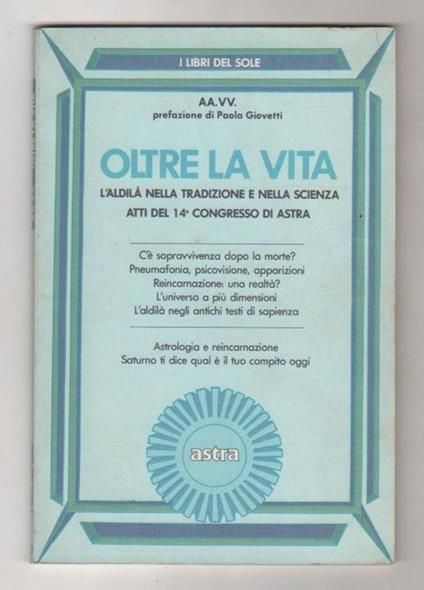 I LIBRI DEL SOLE
AA.VV.
prefazione di Paola Giovetti
OLTRE LA VITA
L'ALDILÀ NELLA TRADIZIONE E NELLA SCIENZA
ATTI DEL 14° CONGRESSO DI ASTRA
C'è sopravvivenza dopo la morte?
Pneumafonia, psicovisione, apparizioni
Reincarnazione: una realtà?
L'universo a più dimensioni
L'aldilà negli antichi testi di sapienza
Astrologia e reincarnazione
Saturno ti dice qual è il tuo compito oggi
astra